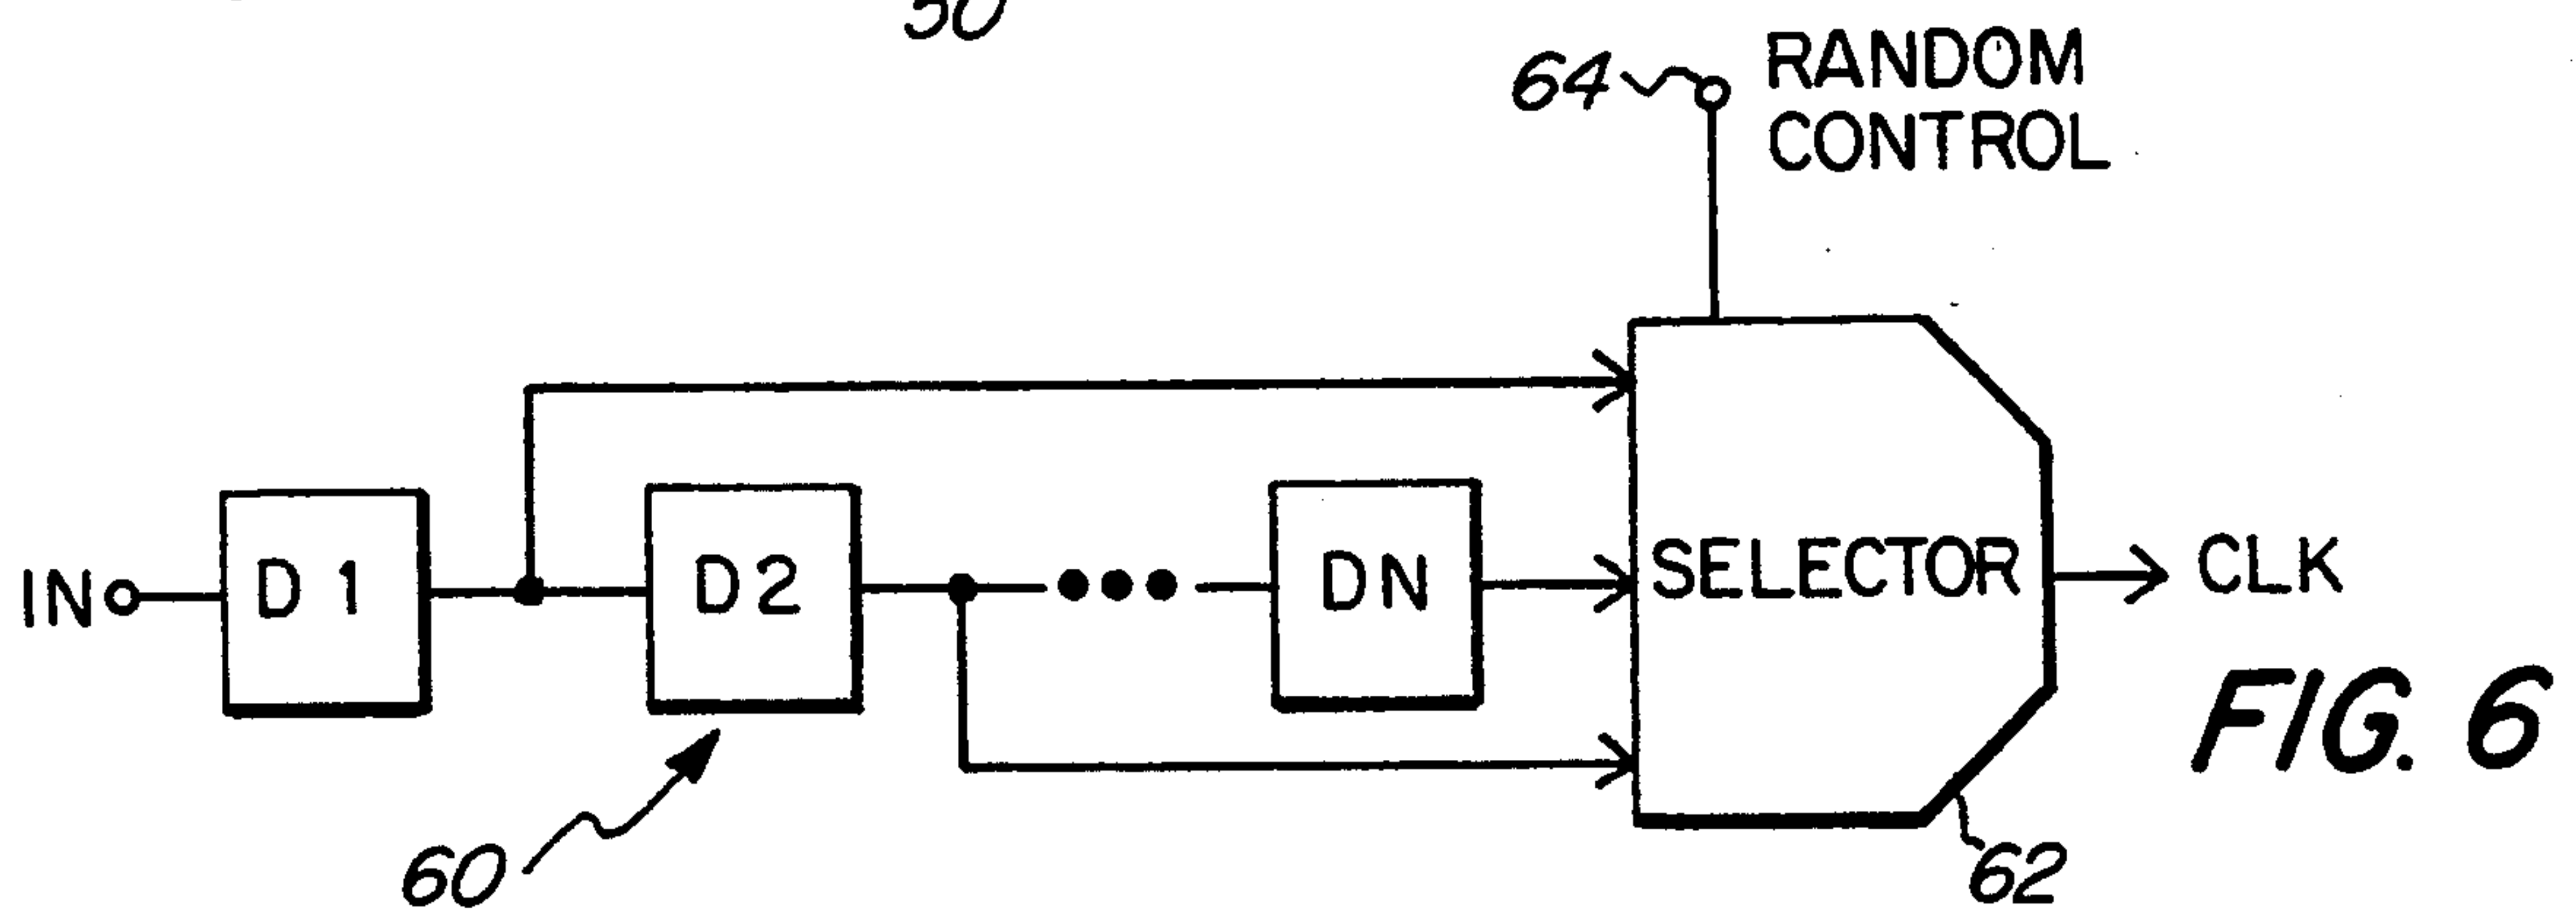 50
64
RANDOM
CONTROL
IN
D1
D2
DN
SELECTOR
CLK
FIG. 6
60
62